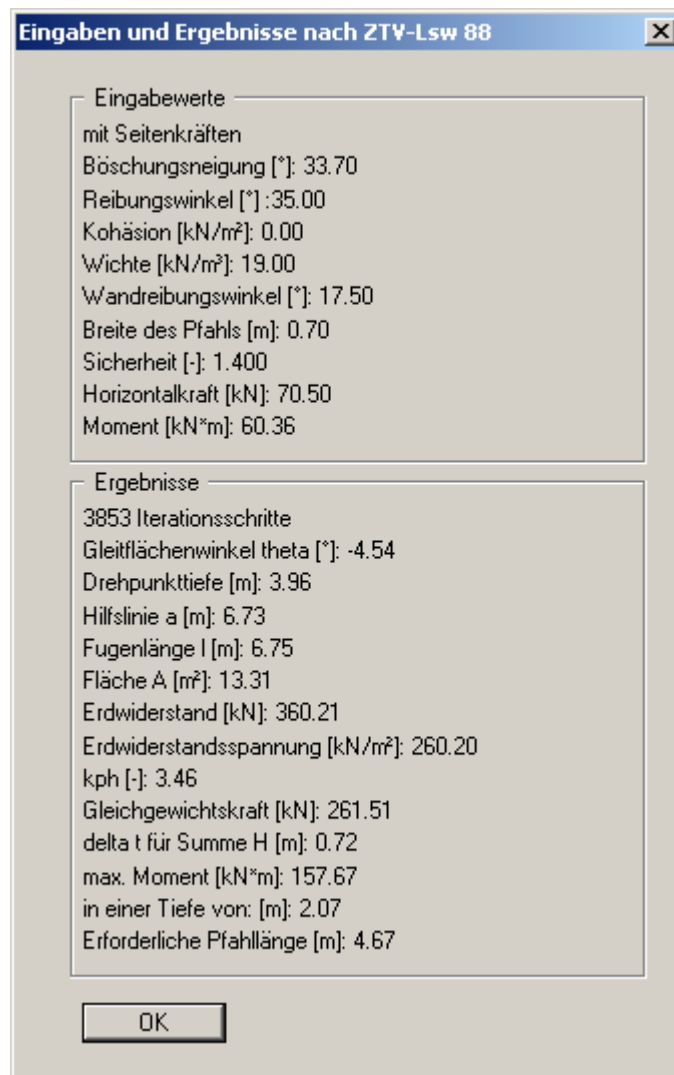 Eingaben und Ergebnisse nach ZTV-Lsw 88
Eingabewerte
mit Seitenkräften
Böschungsneigung [°]: 33.70
Reibungswinkel [°] :35.00
Kohäsion [kN/m²]: 0.00
Wichte [kN/m³]: 19.00
Wandreibungswinkel [°]: 17.50
Breite des Pfahls [m]: 0.70
Sicherheit [-]: 1.400
Horizontalkraft [kN]: 70.50
Moment [kN*m]: 60.36
Ergebnisse
3853 Iterationsschritte
Gleitflächenwinkel theta [°]: -4.54
Drehpunkttiefe [m]: 3.96
Hilfslinie a [m]: 6.73
Fugenlänge l [m]: 6.75
Fläche A [m²]: 13.31
Erdwiderstand [kN]: 360.21
Erdwiderstandsspannung [kN/m²]: 260.20
kph [-]: 3.46
Gleichgewichtskraft [kN]: 261.51
delta t für Summe H [m]: 0.72
max. Moment [kN*m]: 157.67
in einer Tiefe von: [m]: 2.07
Erforderliche Pfahllänge [m]: 4.67
OK